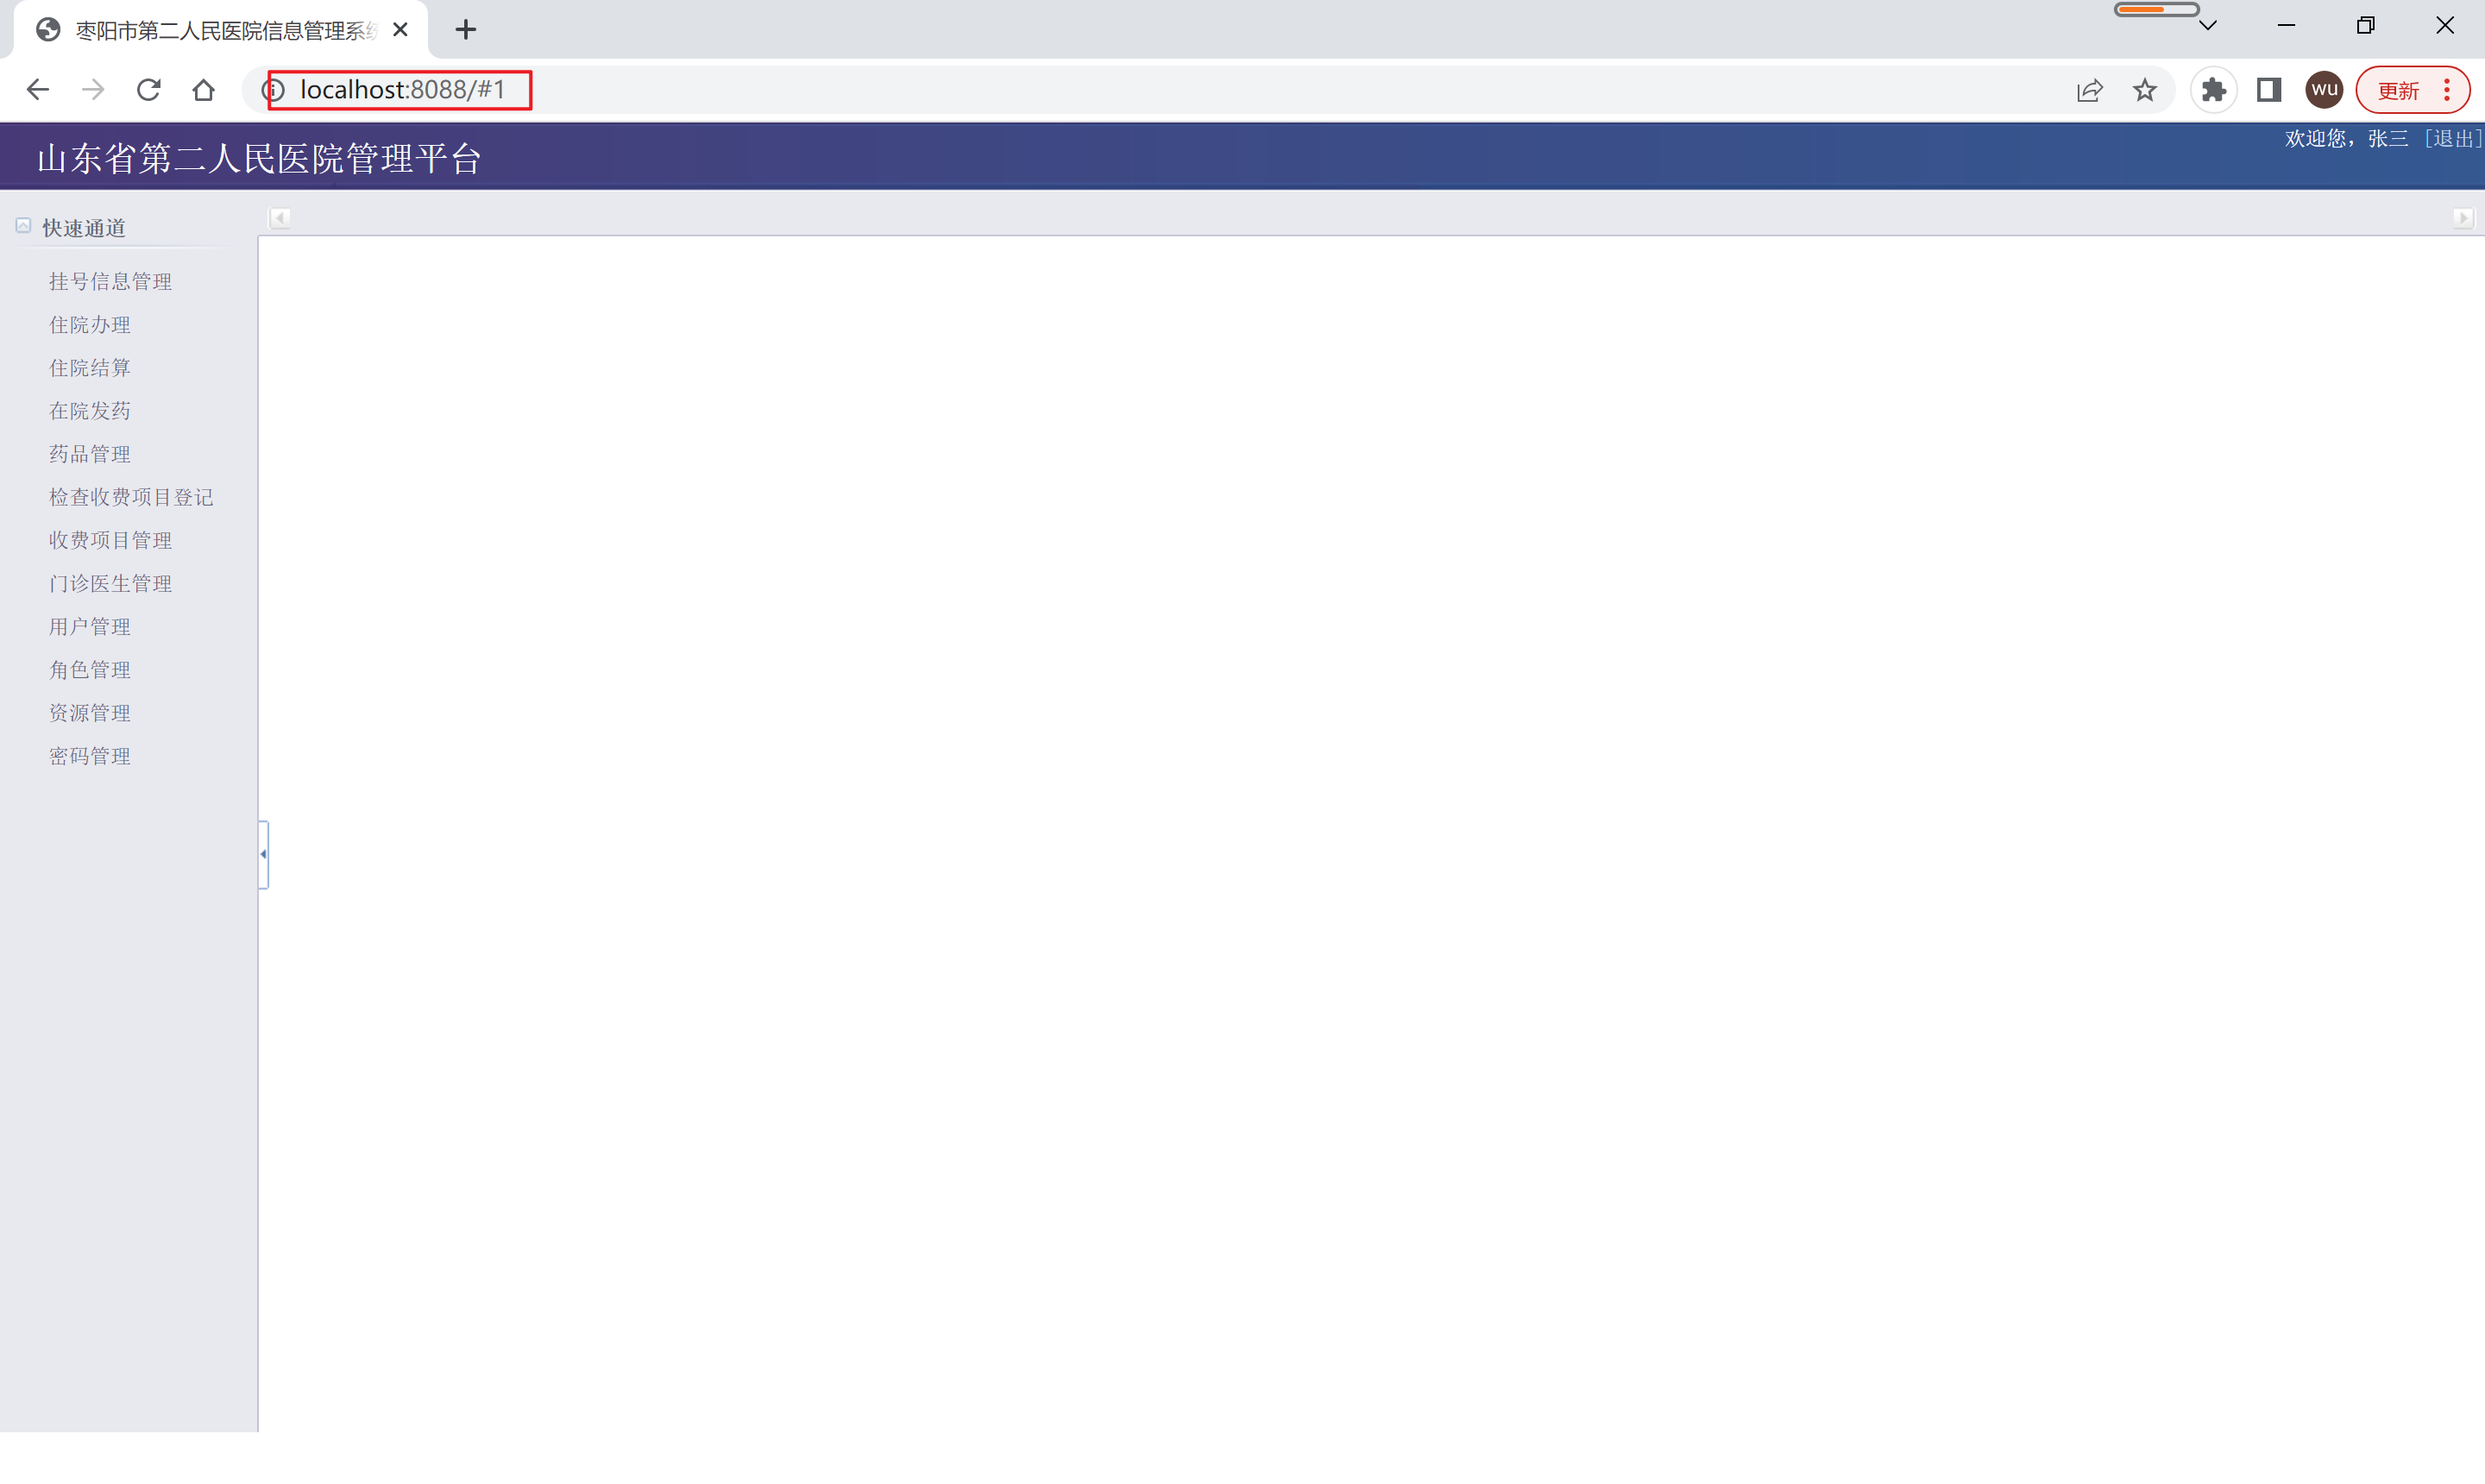 枣阳市第二人民医院信息管理系统
localhost:8088/#1
wu
更新
山东省第二人民医院管理平台
欢迎您，张三 [退出]
快速通道
挂号信息管理
住院办理
住院结算
在院发药
药品管理
检查收费项目登记
收费项目管理
门诊医生管理
用户管理
角色管理
资源管理
密码管理